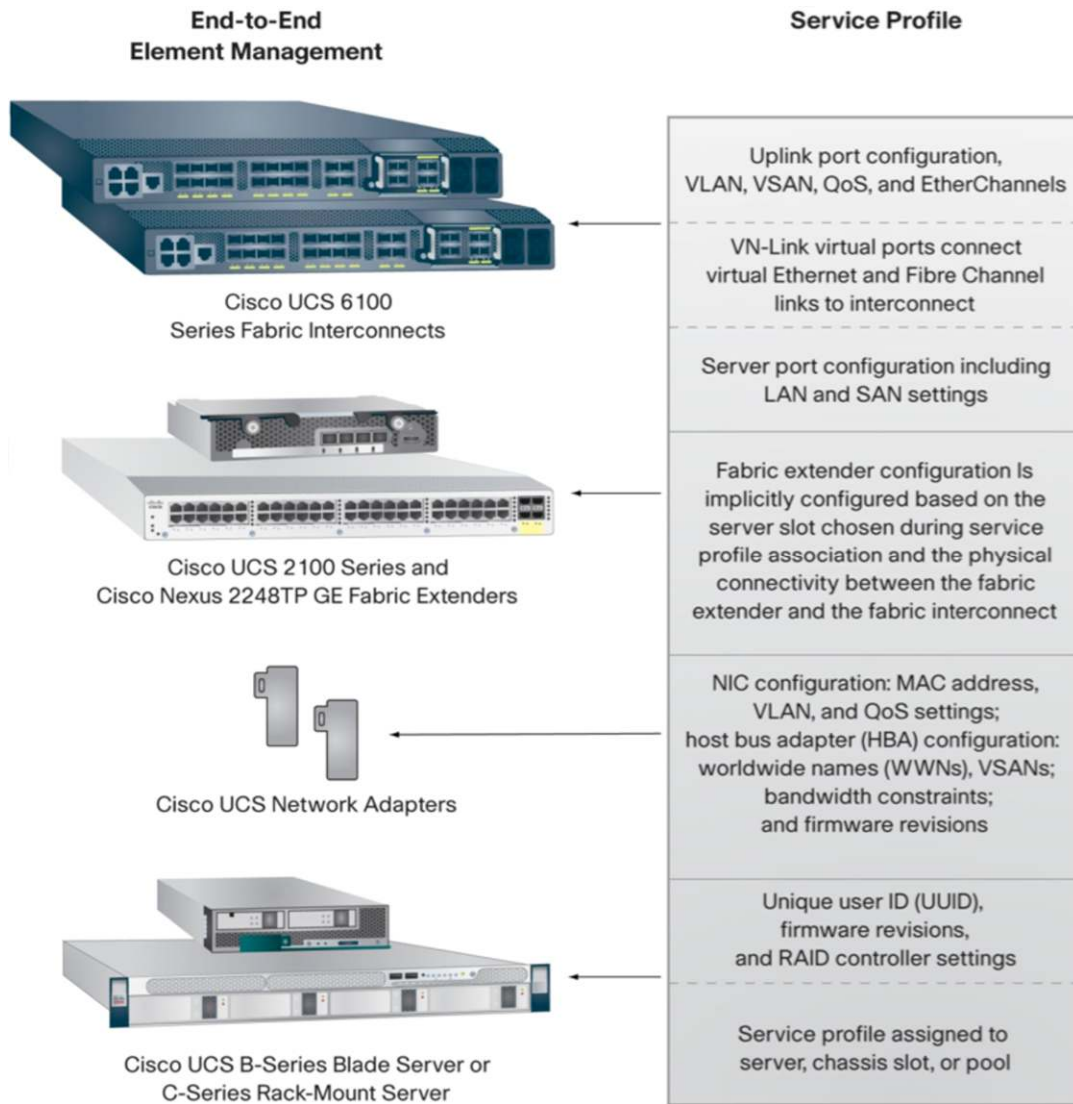 End-to-End
Element Management
Service Profile
Cisco UCS 6100
Series Fabric Interconnects
Uplink port configuration,
VLAN, VSAN, QoS, and EtherChannels
VN-Link virtual ports connect
virtual Ethernet and Fibre Channel
links to interconnect
Server port configuration including
LAN and SAN settings
Cisco UCS 2100 Series and
Cisco Nexus 2248TP GE Fabric Extenders
Fabric extender configuration Is
implicitly configured based on the
server slot chosen during service
profile association and the physical
connectivity between the fabric
extender and the fabric interconnect
Cisco UCS Network Adapters
NIC configuration: MAC address,
VLAN, and QoS settings;
host bus adapter (HBA) configuration:
worldwide names (WWNs), VSANs;
bandwidth constraints;
and firmware revisions
Cisco UCS B-Series Blade Server or
C-Series Rack-Mount Server
Unique user ID (UUID),
firmware revisions,
and RAID controller settings
Service profile assigned to
server, chassis slot, or pool